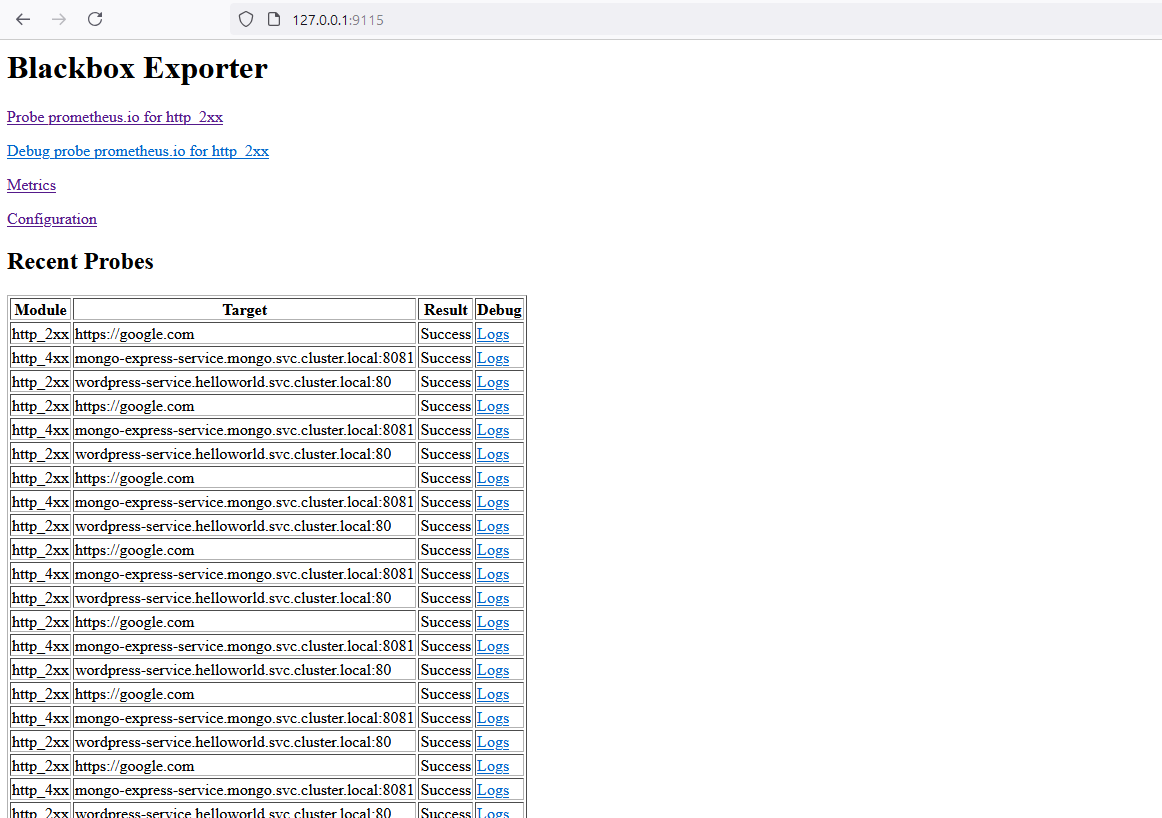 127.0.0.1:9115
Blackbox Exporter
Probe prometheus.io for http_2xx
Debug probe prometheus.io for http_2xx
Metrics
Configuration
Recent Probes
Module Target Result Debug
http_2xx https://google.com Success Logs
http_4xx mongo-express-service.mongo.svc.cluster.local:8081 Success Logs
http_2xx wordpress-service.helloworld.svc.cluster.local:80 Success Logs
http_2xx https://google.com Success Logs
http_4xx mongo-express-service.mongo.svc.cluster.local:8081 Success Logs
http_2xx wordpress-service.helloworld.svc.cluster.local:80 Success Logs
http_2xx https://google.com Success Logs
http_4xx mongo-express-service.mongo.svc.cluster.local:8081 Success Logs
http_2xx wordpress-service.helloworld.svc.cluster.local:80 Success Logs
http_2xx https://google.com Success Logs
http_4xx mongo-express-service.mongo.svc.cluster.local:8081 Success Logs
http_2xx wordpress-service.helloworld.svc.cluster.local:80 Success Logs
http_2xx https://google.com Success Logs
http_4xx mongo-express-service.mongo.svc.cluster.local:8081 Success Logs
http_2xx wordpress-service.helloworld.svc.cluster.local:80 Success Logs
http_2xx https://google.com Success Logs
http_4xx mongo-express-service.mongo.svc.cluster.local:8081 Success Logs
http_2xx wordpress-service.helloworld.svc.cluster.local:80 Success Logs
http_2xx https://google.com Success Logs
http_4xx mongo-express-service.mongo.svc.cluster.local:8081 Success Logs
http_2xx wordpress-service.helloworld.svc.cluster.local:80 Success Logs